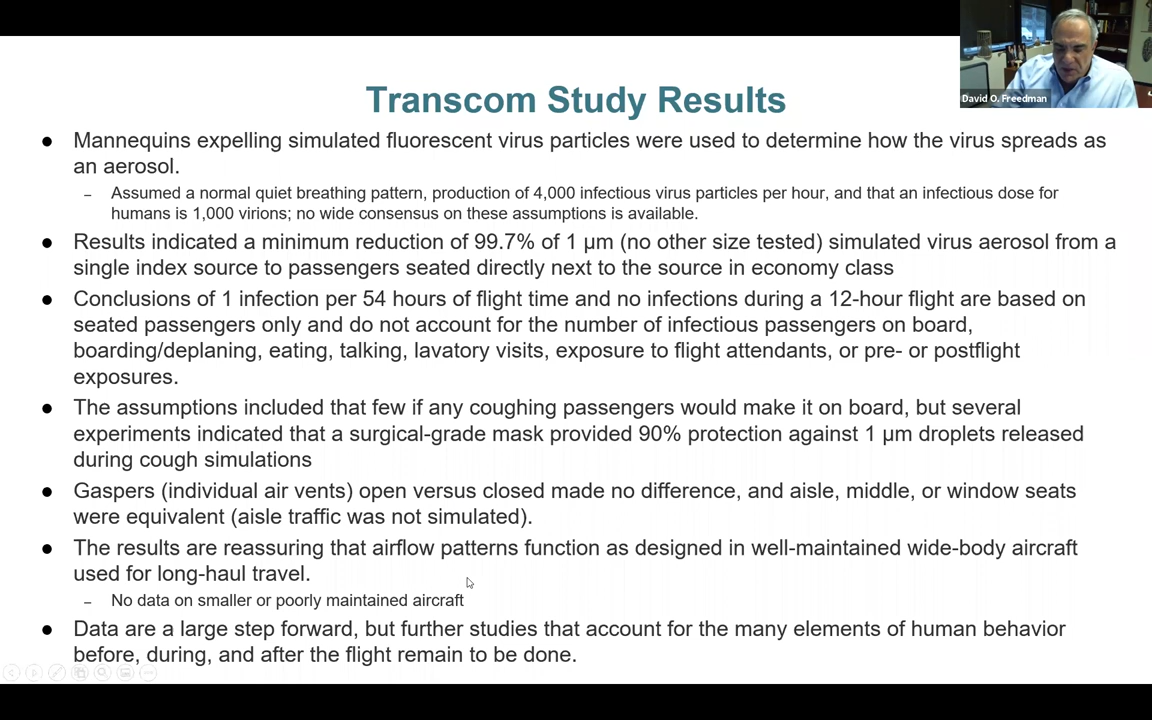 David O. Freedman
Transcom Study Results
● Mannequins expelling simulated fluorescent virus particles were used to determine how the virus spreads as
an aerosol.
– Assumed a normal quiet breathing pattern, production of 4,000 infectious virus particles per hour, and that an infectious dose for
humans is 1,000 virions; no wide consensus on these assumptions is available.
● Results indicated a minimum reduction of 99.7% of 1 µm (no other size tested) simulated virus aerosol from a
single index source to passengers seated directly next to the source in economy class
● Conclusions of 1 infection per 54 hours of flight time and no infections during a 12-hour flight are based on
seated passengers only and do not account for the number of infectious passengers on board,
boarding/deplaning, eating, talking, lavatory visits, exposure to flight attendants, or pre- or postflight
exposures.
● The assumptions included that few if any coughing passengers would make it on board, but several
experiments indicated that a surgical-grade mask provided 90% protection against 1 µm droplets released
during cough simulations
● Gaspers (individual air vents) open versus closed made no difference, and aisle, middle, or window seats
were equivalent (aisle traffic was not simulated).
● The results are reassuring that airflow patterns function as designed in well-maintained wide-body aircraft
used for long-haul travel.
– No data on smaller or poorly maintained aircraft
● Data are a large step forward, but further studies that account for the many elements of human behavior
before, during, and after the flight remain to be done.